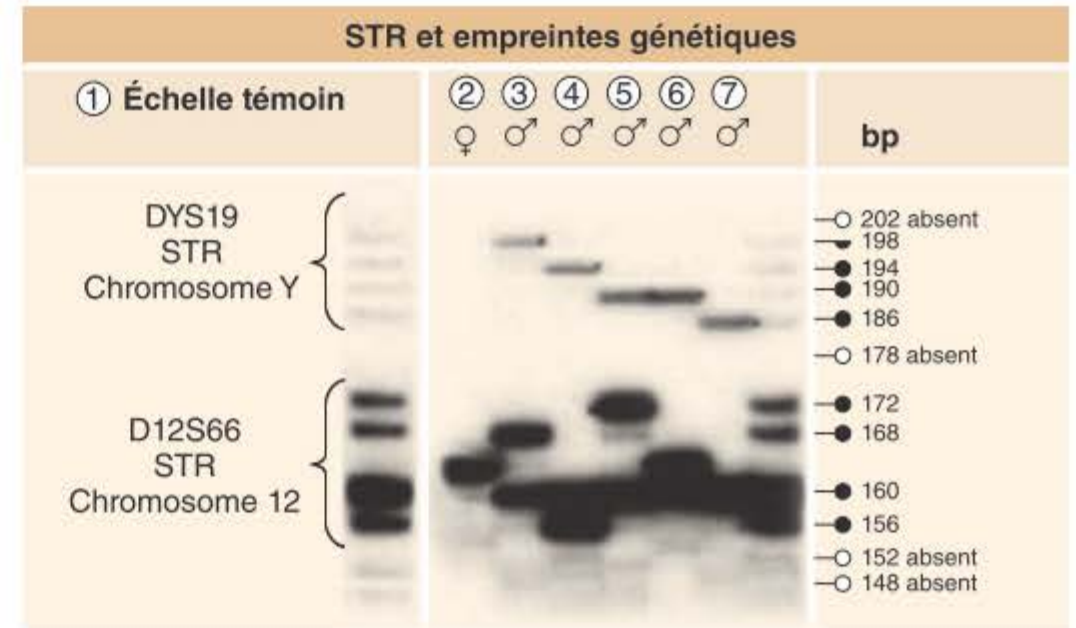 STR et empreintes génétiques
① Échelle témoin
② ③ ④ ⑤ ⑥ ⑦
♀ ♂ ♂ ♂ ♂ ♂
bp
DYS19
STR
Chromosome Y
202 absent
198
194
190
186
178 absent
D12S66
STR
Chromosome 12
172
168
160
156
152 absent
148 absent